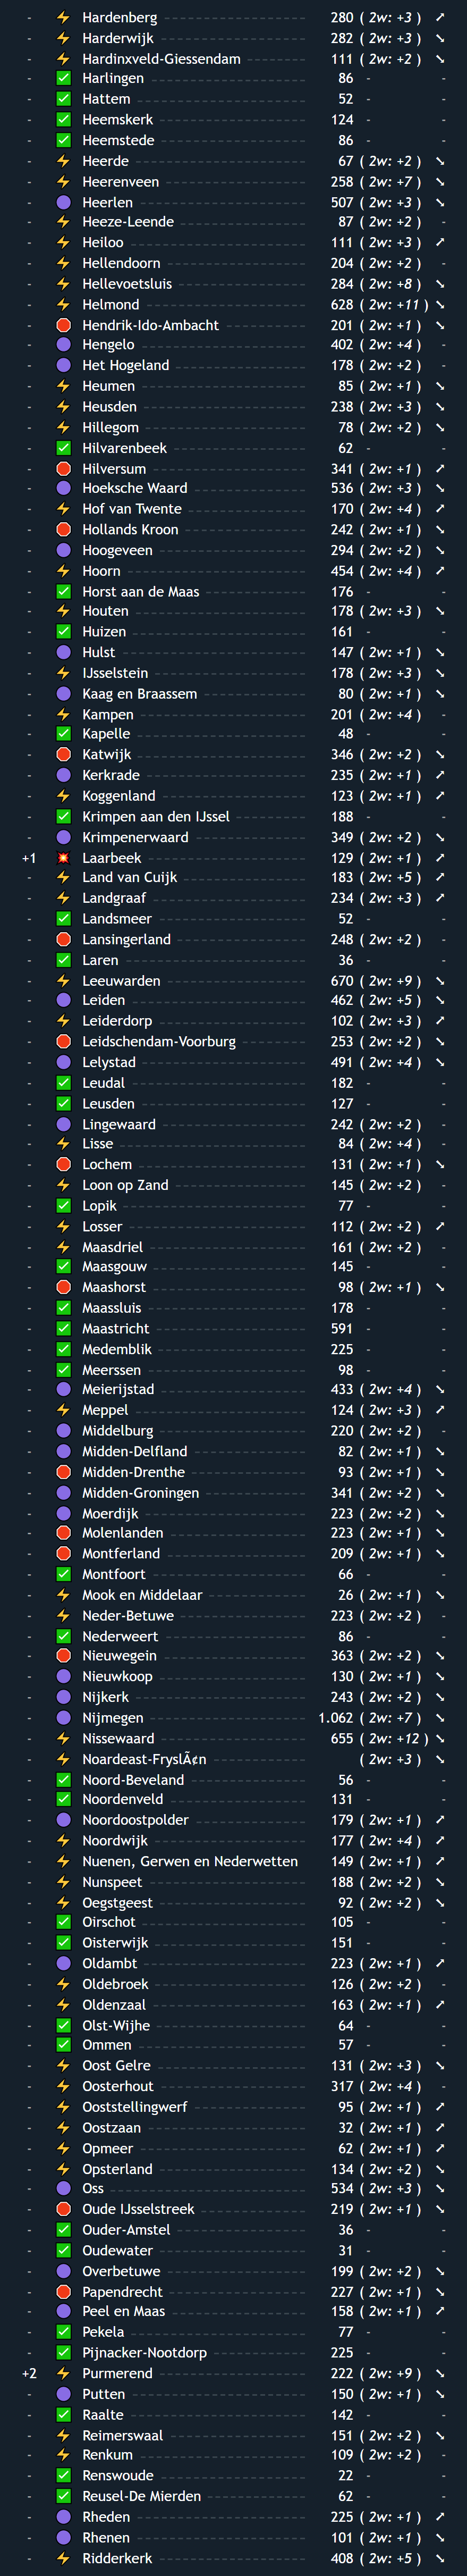 - ⚡ Hardenberg 280 ( 2w: +3 ) ↗
- ⚡ Harderwijk 282 ( 2w: +3 ) ↘
- ⚡ Hardinxveld-Giessendam 111 ( 2w: +2 ) ↘
- ✅ Harlingen 86 - -
- ✅ Hattem 52 - -
- ✅ Heemskerk 124 - -
- ✅ Heemstede 86 - -
- ⚡ Heerde 67 ( 2w: +2 ) ↘
- ⚡ Heerenveen 258 ( 2w: +7 ) ↘
- 🟣 Heerlen 507 ( 2w: +3 ) ↘
- ⚡ Heeze-Leende 87 ( 2w: +2 ) -
- ⚡ Heiloo 111 ( 2w: +3 ) ↗
- ⚡ Hellendoorn 204 ( 2w: +2 ) -
- ⚡ Hellevoetsluis 284 ( 2w: +8 ) ↘
- ⚡ Helmond 628 ( 2w: +11 ) ↘
- 🛑 Hendrik-Ido-Ambacht 201 ( 2w: +1 ) ↘
- 🟣 Hengelo 402 ( 2w: +4 ) -
- 🟣 Het Hogeland 178 ( 2w: +2 ) -
- ⚡ Heumen 85 ( 2w: +1 ) ↘
- ⚡ Heusden 238 ( 2w: +3 ) ↘
- ⚡ Hillegom 78 ( 2w: +2 ) ↘
- ✅ Hilvarenbeek 62 - -
- 🛑 Hilversum 341 ( 2w: +1 ) ↗
- 🟣 Hoeksche Waard 536 ( 2w: +3 ) ↘
- ⚡ Hof van Twente 170 ( 2w: +4 ) ↗
- 🛑 Hollands Kroon 242 ( 2w: +1 ) ↘
- 🟣 Hoogeveen 294 ( 2w: +2 ) ↘
- ⚡ Hoorn 454 ( 2w: +4 ) ↗
- ✅ Horst aan de Maas 176 - -
- ⚡ Houten 178 ( 2w: +3 ) ↘
- ✅ Huizen 161 - -
- 🟣 Hulst 147 ( 2w: +1 ) ↘
- ⚡ IJsselstein 178 ( 2w: +3 ) ↘
- 🟣 Kaag en Braassem 80 ( 2w: +1 ) ↘
- ⚡ Kampen 201 ( 2w: +4 ) -
- ✅ Kapelle 48 - -
- 🛑 Katwijk 346 ( 2w: +2 ) ↘
- 🟣 Kerkrade 235 ( 2w: +1 ) ↗
- ⚡ Koggenland 123 ( 2w: +1 ) ↗
- ✅ Krimpen aan den IJssel 188 - -
- 🟣 Krimpenerwaard 349 ( 2w: +2 ) ↘
+1 💥 Laarbeek 129 ( 2w: +1 ) ↗
- ⚡ Land van Cuijk 183 ( 2w: +5 ) ↗
- ⚡ Landgraaf 234 ( 2w: +3 ) ↗
- ✅ Landsmeer 52 - -
- 🛑 Lansingerland 248 ( 2w: +2 ) -
- ✅ Laren 36 - -
- ⚡ Leeuwarden 670 ( 2w: +9 ) ↘
- 🟣 Leiden 462 ( 2w: +5 ) ↘
- ⚡ Leiderdorp 102 ( 2w: +3 ) ↗
- 🛑 Leidschendam-Voorburg 253 ( 2w: +2 ) ↘
- 🟣 Lelystad 491 ( 2w: +4 ) ↘
- ✅ Leudal 182 - -
- ✅ Leusden 127 - -
- 🟣 Lingewaard 242 ( 2w: +2 ) -
- ⚡ Lisse 84 ( 2w: +4 ) -
- 🛑 Lochem 131 ( 2w: +1 ) ↘
- ⚡ Loon op Zand 145 ( 2w: +2 ) -
- ✅ Lopik 77 - -
- ⚡ Losser 112 ( 2w: +2 ) ↗
- ⚡ Maasdriel 161 ( 2w: +2 ) -
- ✅ Maasgouw 145 - -
- 🛑 Maashorst 98 ( 2w: +1 ) ↘
- ✅ Maassluis 178 - -
- ✅ Maastricht 591 - -
- ✅ Medemblik 225 - -
- ✅ Meerssen 98 - -
- 🟣 Meierijstad 433 ( 2w: +4 ) ↘
- ⚡ Meppel 124 ( 2w: +3 ) ↗
- 🟣 Middelburg 220 ( 2w: +2 ) -
- 🟣 Midden-Delfland 82 ( 2w: +1 ) ↘
- 🛑 Midden-Drenthe 93 ( 2w: +1 ) ↘
- 🟣 Midden-Groningen 341 ( 2w: +2 ) ↘
- 🟣 Moerdijk 223 ( 2w: +2 ) ↘
- 🛑 Molenlanden 223 ( 2w: +1 ) ↘
- 🛑 Montferland 209 ( 2w: +1 ) ↘
- ✅ Montfoort 66 - -
- ⚡ Mook en Middelaar 26 ( 2w: +1 ) ↘
- ⚡ Neder-Betuwe 223 ( 2w: +2 ) -
- ✅ Nederweert 86 - -
- 🛑 Nieuwegein 363 ( 2w: +2 ) ↘
- 🟣 Nieuwkoop 130 ( 2w: +1 ) ↘
- 🟣 Nijkerk 243 ( 2w: +2 ) ↘
- 🟣 Nijmegen 1.062 ( 2w: +7 ) ↘
- ⚡ Nissewaard 655 ( 2w: +12 ) ↘
- ⚡ Noardeast-FryslÃ¢n ( 2w: +3 ) ↘
- ✅ Noord-Beveland 56 - -
- ✅ Noordenveld 131 - -
- 🟣 Noordoostpolder 179 ( 2w: +1 ) ↗
- ⚡ Noordwijk 177 ( 2w: +4 ) ↗
- ⚡ Nuenen, Gerwen en Nederwetten 149 ( 2w: +1 ) ↗
- ⚡ Nunspeet 188 ( 2w: +2 ) ↘
- ⚡ Oegstgeest 92 ( 2w: +2 ) ↘
- ✅ Oirschot 105 - -
- ✅ Oisterwijk 151 - -
- 🟣 Oldambt 223 ( 2w: +1 ) ↗
- ⚡ Oldebroek 126 ( 2w: +2 ) -
- ⚡ Oldenzaal 163 ( 2w: +1 ) ↗
- ✅ Olst-Wijhe 64 - -
- ✅ Ommen 57 - -
- ⚡ Oost Gelre 131 ( 2w: +3 ) ↘
- ⚡ Oosterhout 317 ( 2w: +4 ) -
- ⚡ Ooststellingwerf 95 ( 2w: +1 ) ↗
- ⚡ Oostzaan 32 ( 2w: +1 ) ↗
- ⚡ Opmeer 62 ( 2w: +1 ) ↗
- ⚡ Opsterland 134 ( 2w: +2 ) ↘
- 🟣 Oss 534 ( 2w: +3 ) ↘
- 🛑 Oude IJsselstreek 219 ( 2w: +1 ) ↘
- ✅ Ouder-Amstel 36 - -
- ✅ Oudewater 31 - -
- 🟣 Overbetuwe 199 ( 2w: +2 ) ↘
- 🛑 Papendrecht 227 ( 2w: +1 ) ↘
- 🟣 Peel en Maas 158 ( 2w: +1 ) ↗
- ✅ Pekela 77 - -
- ✅ Pijnacker-Nootdorp 225 - -
+2 ⚡ Purmerend 222 ( 2w: +9 ) ↘
- 🟣 Putten 150 ( 2w: +1 ) ↘
- ✅ Raalte 142 - -
- ⚡ Reimerswaal 151 ( 2w: +2 ) ↘
- ⚡ Renkum 109 ( 2w: +2 ) -
- ✅ Renswoude 22 - -
- ✅ Reusel-De Mierden 62 - -
- 🟣 Rheden 225 ( 2w: +1 ) ↗
- 🟣 Rhenen 101 ( 2w: +1 ) ↘
- ⚡ Ridderkerk 408 ( 2w: +5 ) ↘